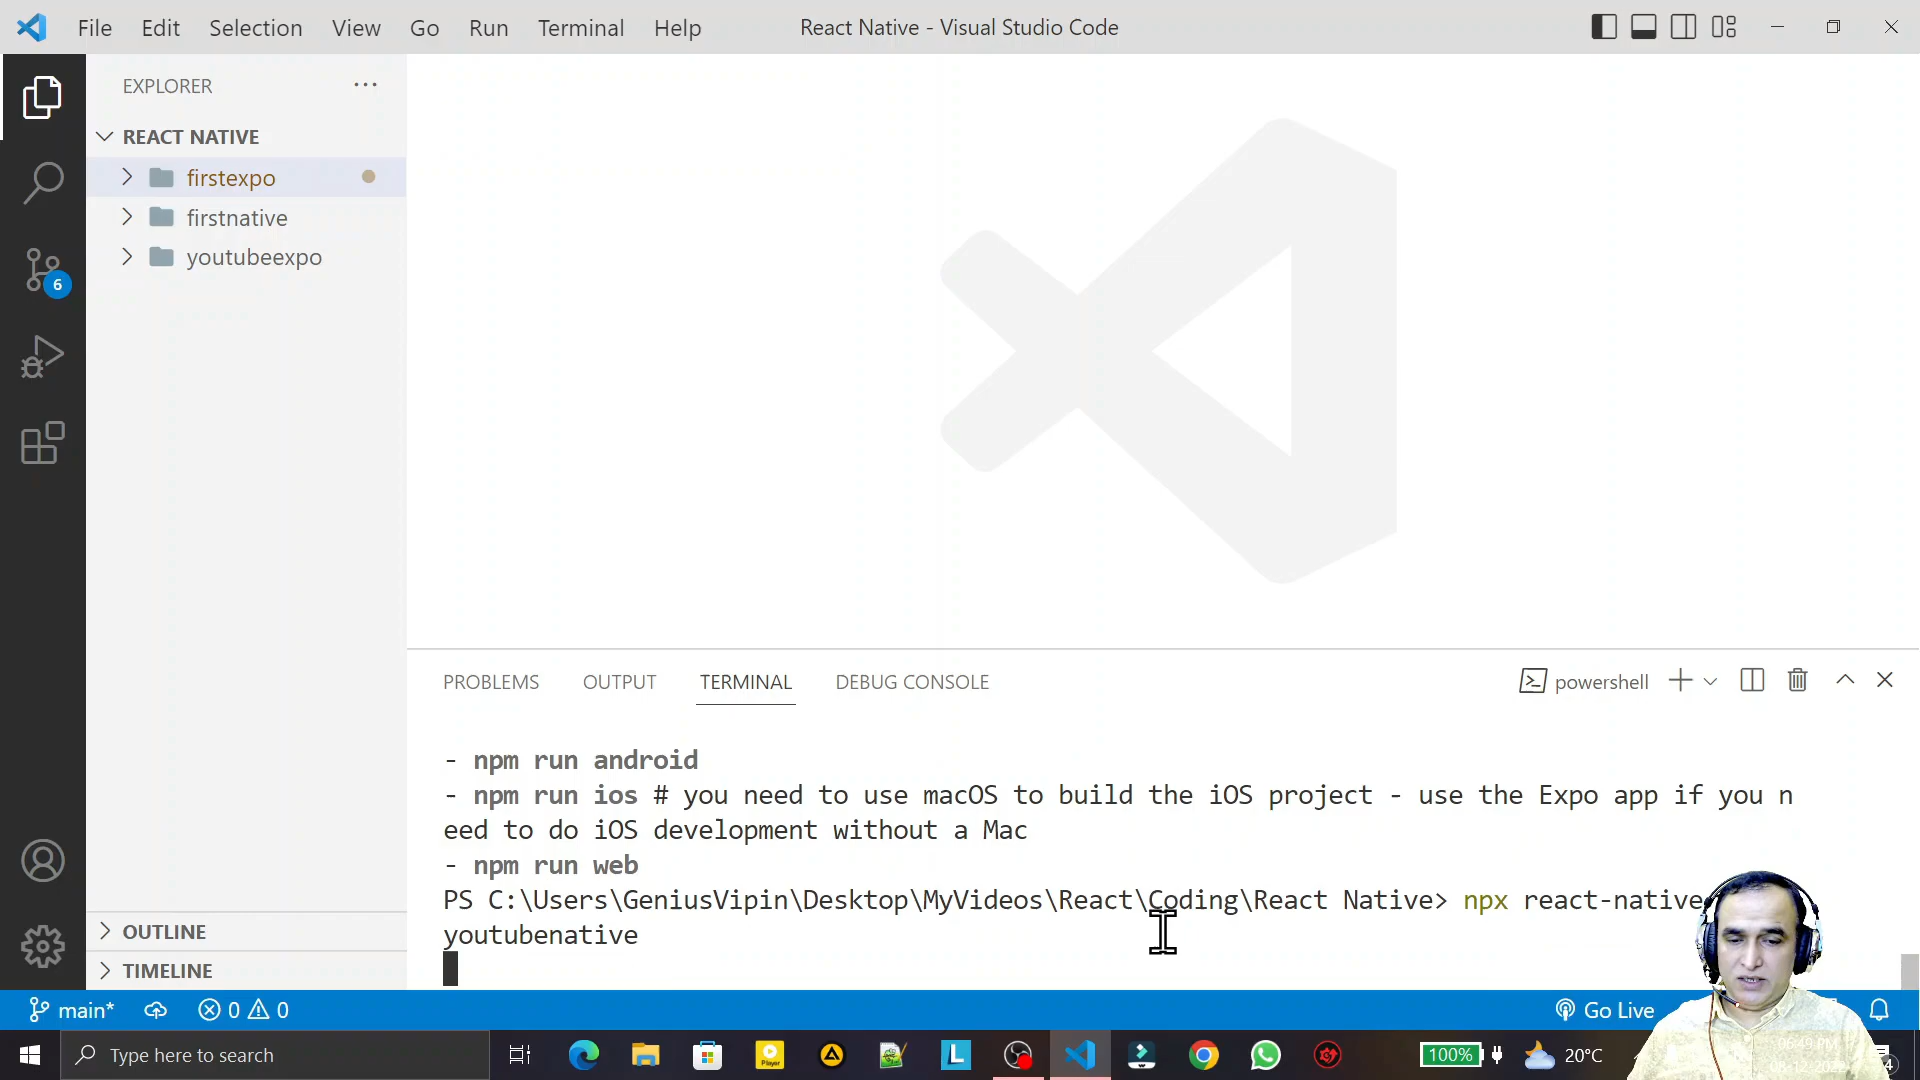 File Edit Selection View Go Run Terminal Help
React Native - Visual Studio Code
EXPLORER
REACT NATIVE
firstexpo
firstnative
youtubeexpo
6
OUTLINE
TIMELINE
PROBLEMS OUTPUT TERMINAL DEBUG CONSOLE
powershell
- npm run android
- npm run ios # you need to use macOS to build the iOS project - use the Expo app if you n
eed to do iOS development without a Mac
- npm run web
PS C:\Users\GeniusVipin\Desktop\MyVideos\React\Coding\React Native> npx react-native
youtubenative
main* 0 0
Go Live
Type here to search
Player
L
100%
20°C